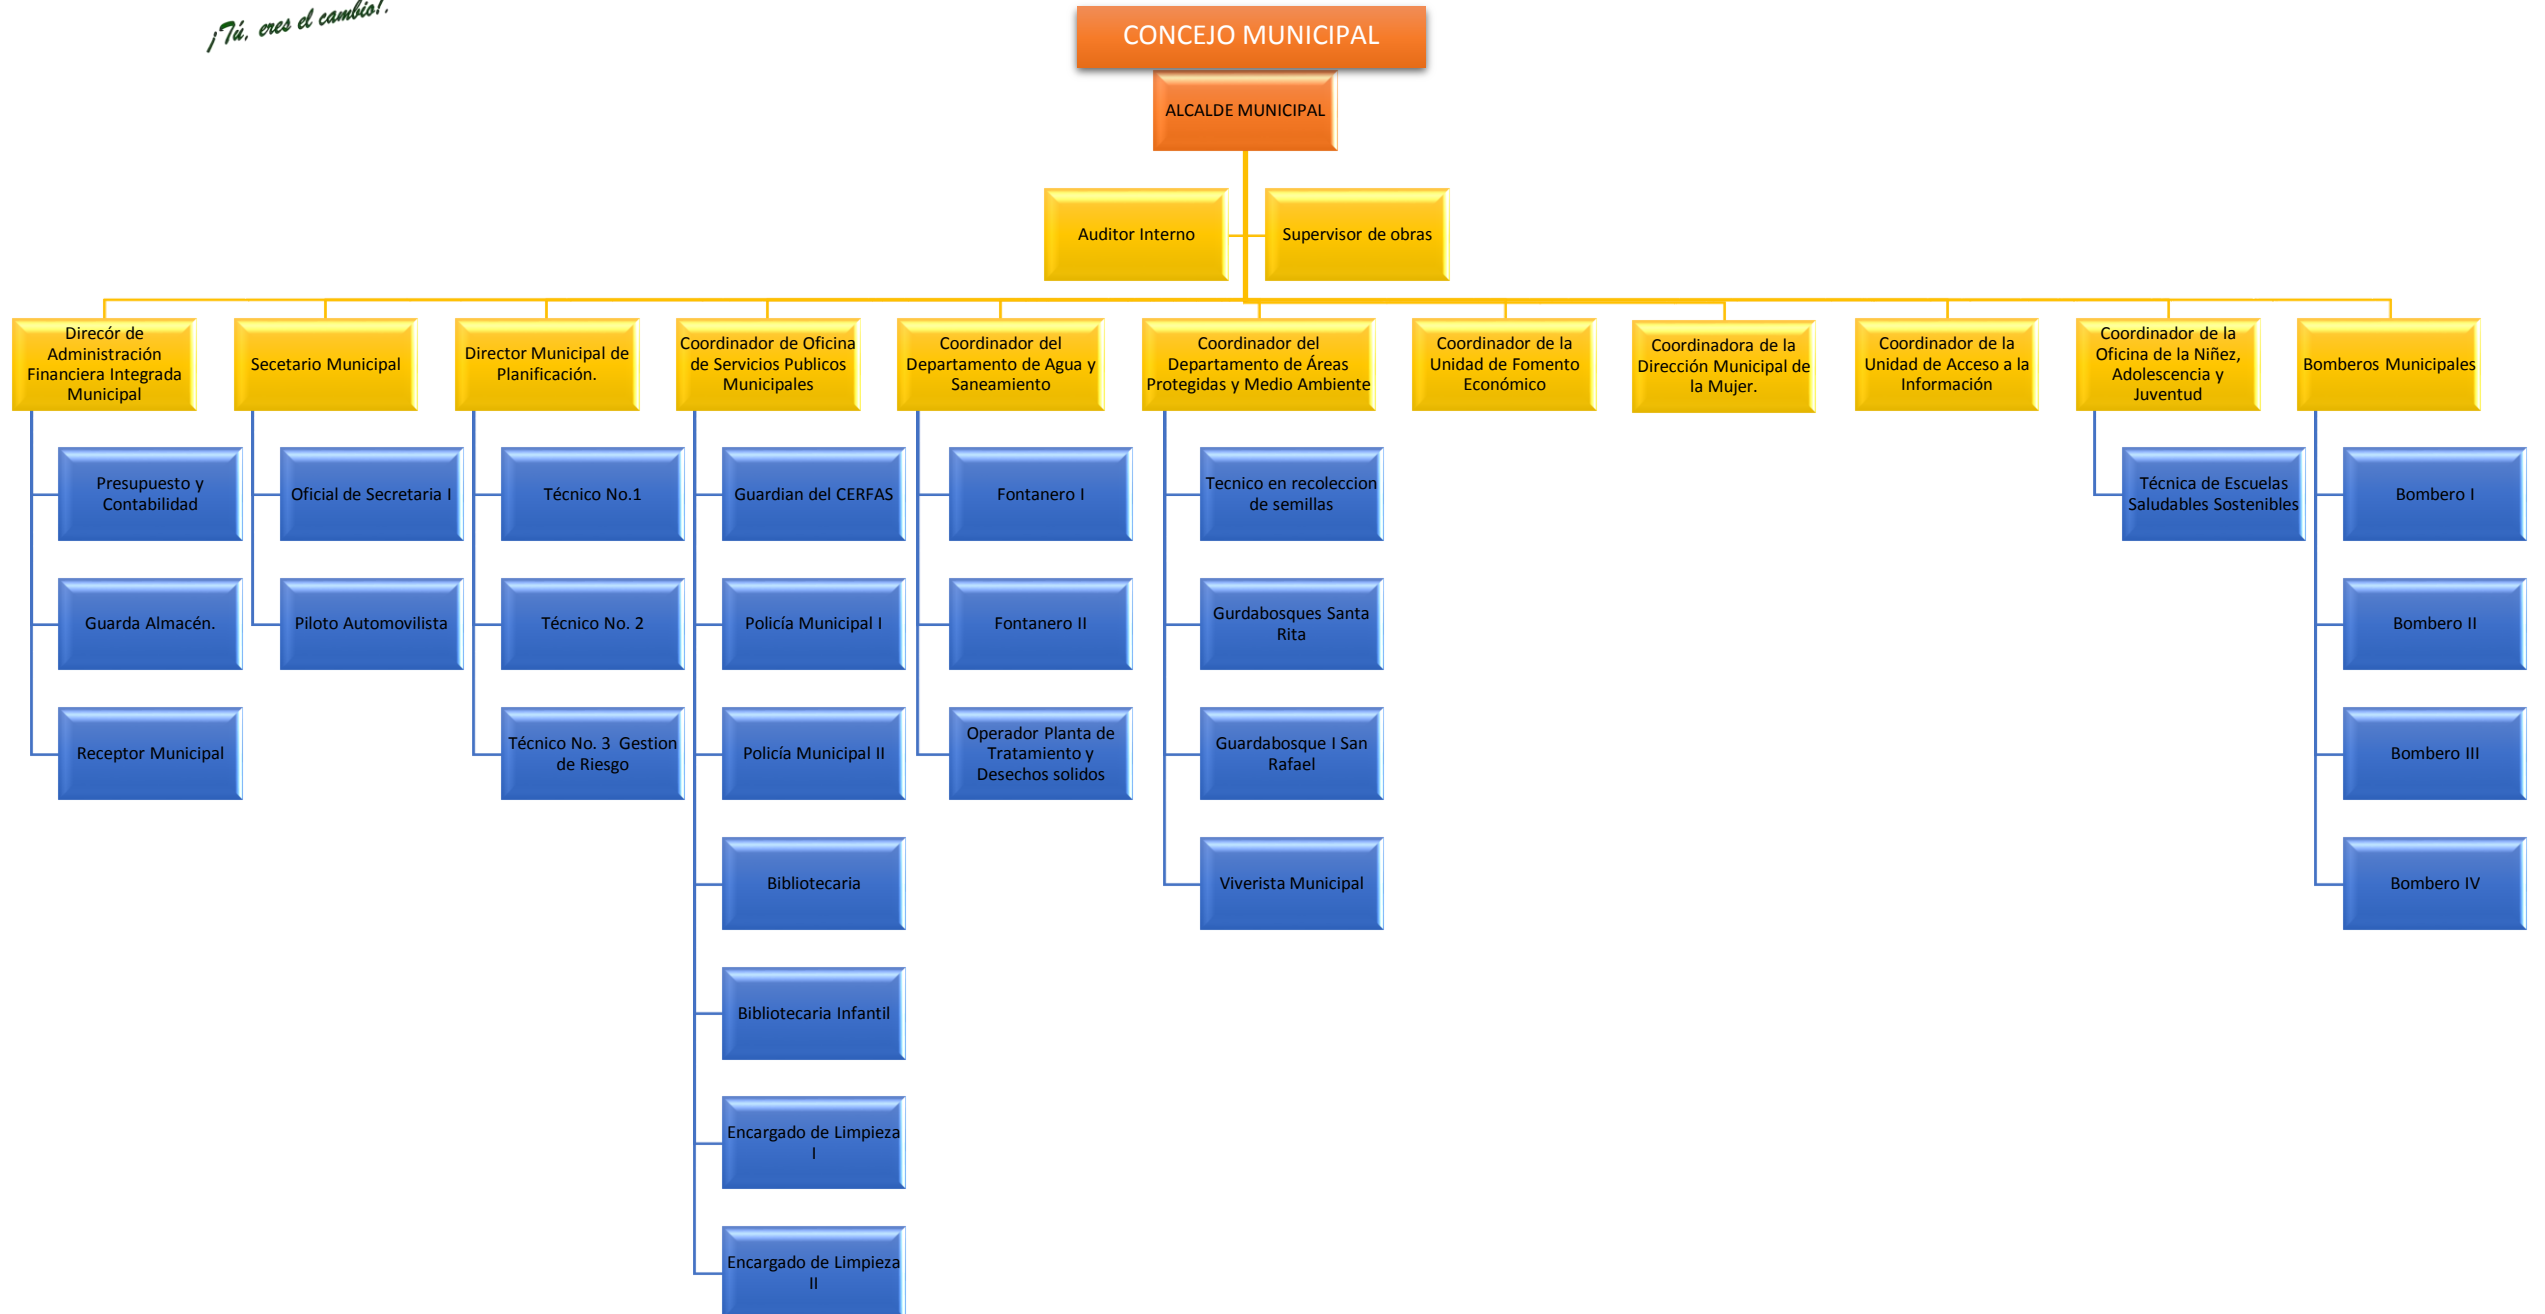 ¡Tú, eres el cambio!.
CONCEJO MUNICIPAL
ALCALDE MUNICIPAL
Auditor Interno
Supervisor de obras
Direcór de
Administración
Financiera Integrada
Municipal
Secetario Municipal
Director Municipal de
Planificación.
Coordinador de Oficina
de Servicios Publicos
Municipales
Coordinador del
Departamento de Agua y
Saneamiento
Coordinador del
Departamento de Áreas
Protegidas y Medio Ambiente
Coordinador de la
Unidad de Fomento
Económico
Coordinadora de la
Dirección Municipal de
la Mujer.
Coordinador de la
Unidad de Acceso a la
Información
Coordinador de la
Oficina de la Niñez,
Adolescencia y
Juventud
Bomberos Municipales
Presupuesto y
Contabilidad
Guarda Almacén.
Receptor Municipal
Oficial de Secretaria I
Piloto Automovilista
Técnico No.1
Técnico No. 2
Técnico No. 3 Gestion
de Riesgo
Guardian del CERFAS
Policía Municipal I
Policía Municipal II
Bibliotecaria
Bibliotecaria Infantil
Encargado de Limpieza
I
Encargado de Limpieza
II
Fontanero I
Fontanero II
Operador Planta de
Tratamiento y
Desechos solidos
Tecnico en recoleccion
de semillas
Gurdabosques Santa
Rita
Guardabosque I San
Rafael
Viverista Municipal
Técnica de Escuelas
Saludables Sostenibles
Bombero I
Bombero II
Bombero III
Bombero IV